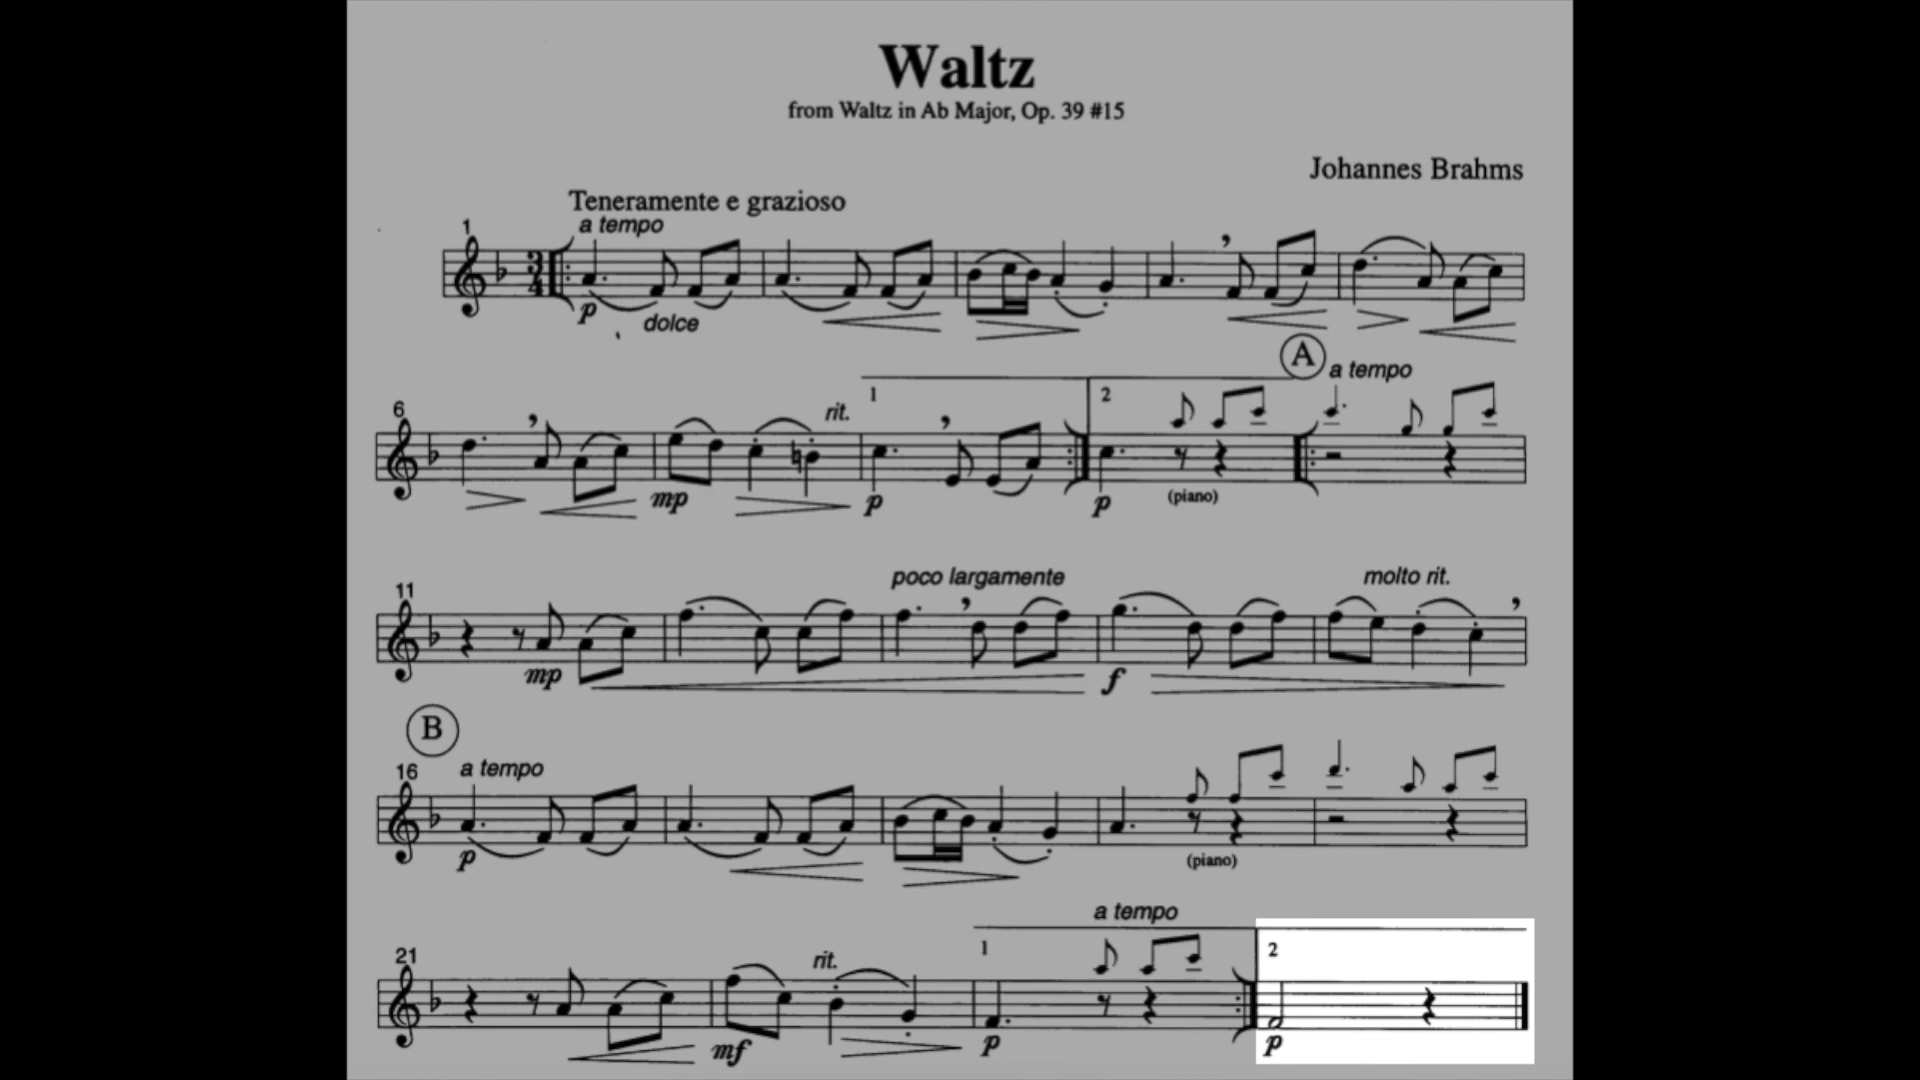 Waltz
from Waltz in Ab Major, Op. 39 #15
Johannes Brahms
Teneramente e grazioso
1
a tempo
3
4
p
dolce
A
a tempo
6
rit.
1
2
mp
p
p
(piano)
11
poco largamente
molto rit.
mp
f
B
16
a tempo
p
(piano)
a tempo
21
rit.
1
2
mf
p
p